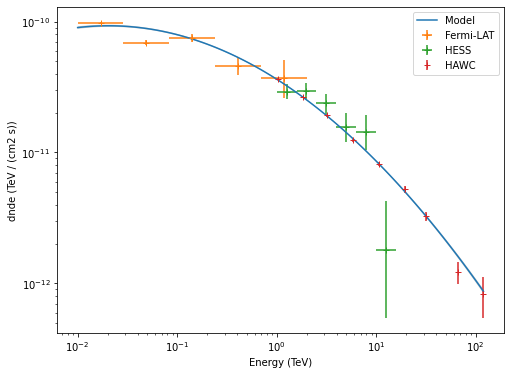 Model
Fermi-LAT
HESS
HAWC
dnde (TeV / (cm2 s))
10⁻¹⁰
10⁻¹¹
10⁻¹²
10⁻² 10⁻¹ 10⁰ 10¹ 10²
Energy (TeV)